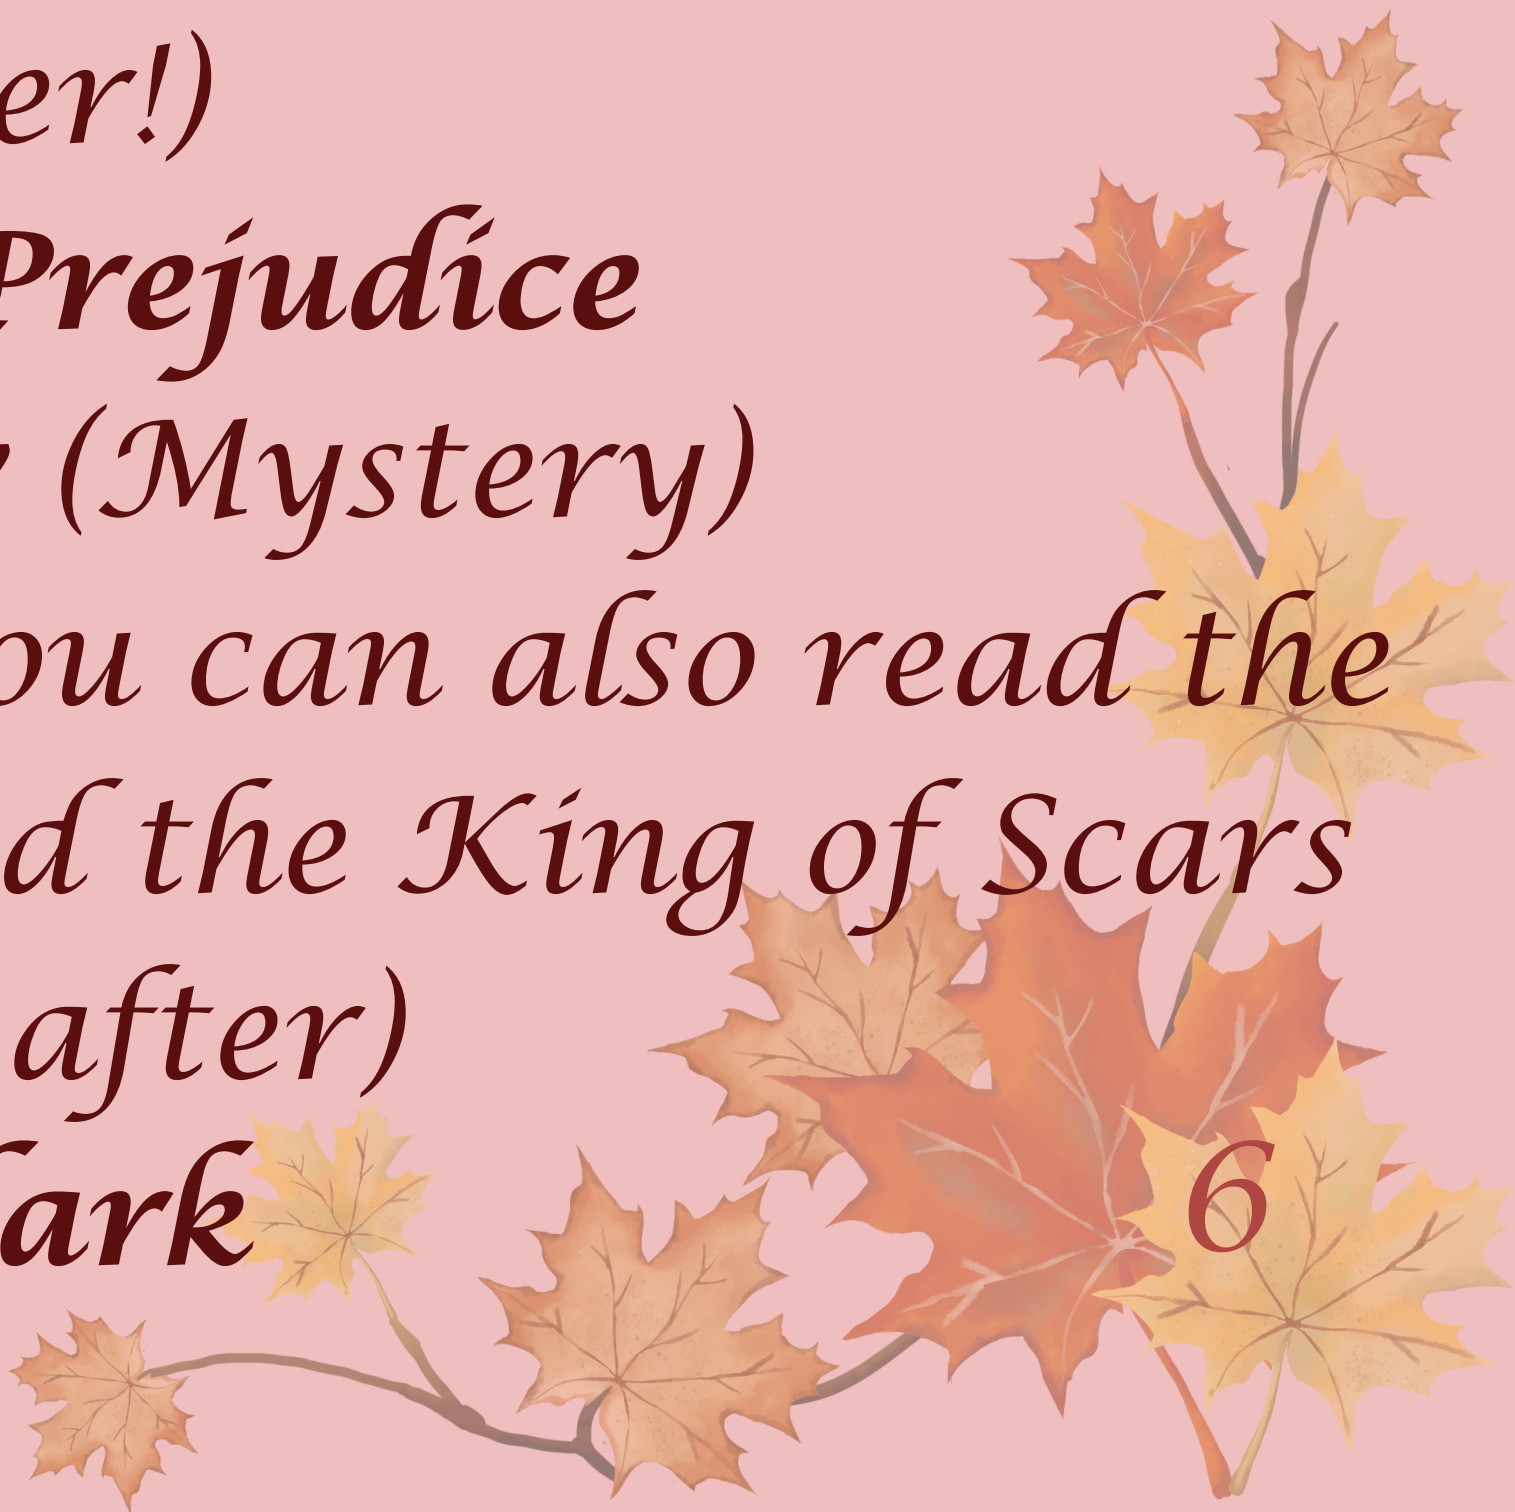 er!)
Prejudice
(Mystery)
ou can also read the
d the King of Scars
after)
ark
6